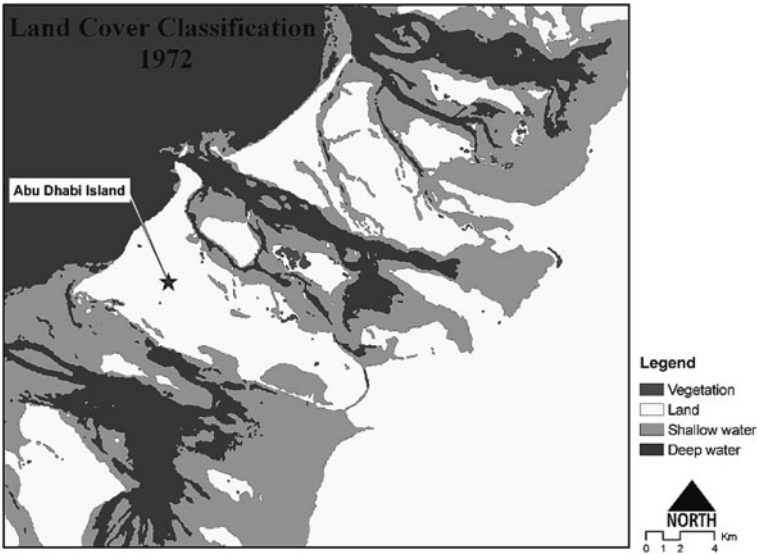 Land Cover Classification
1972
Abu Dhabi Island
Legend
Vegetation
Land
Shallow water
Deep water
NORTH
Km
0 1 2 4